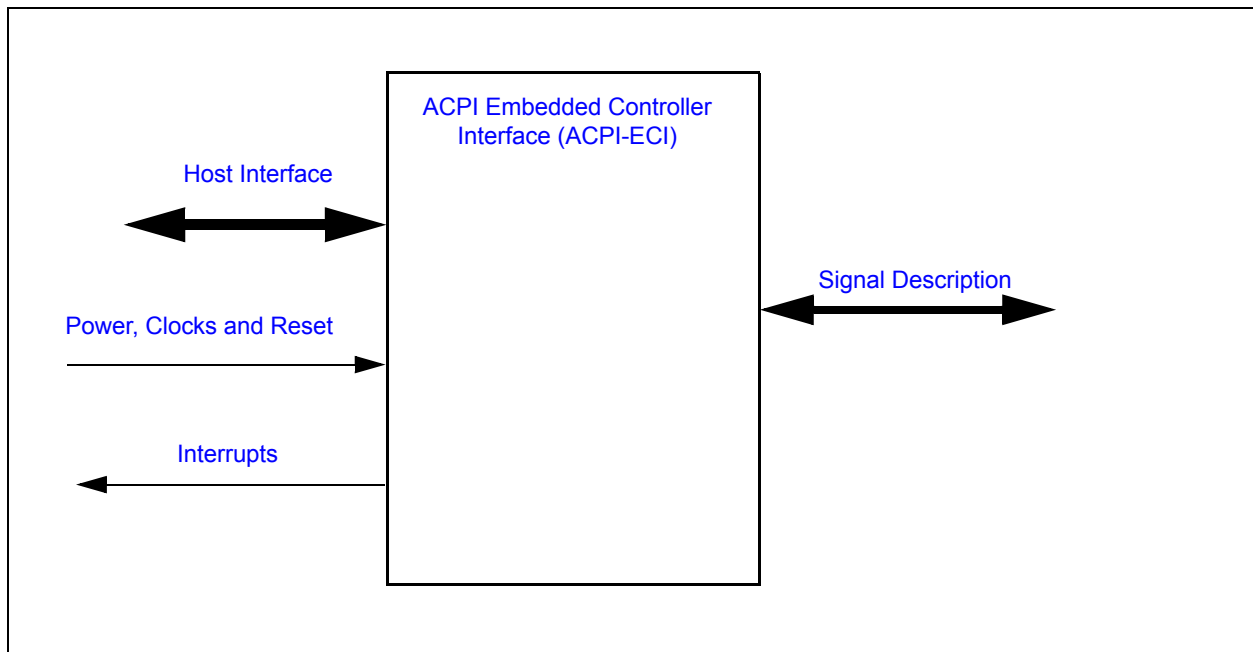 ACPI Embedded Controller
Interface (ACPI-ECI)
Host Interface
Signal Description
Power, Clocks and Reset
Interrupts